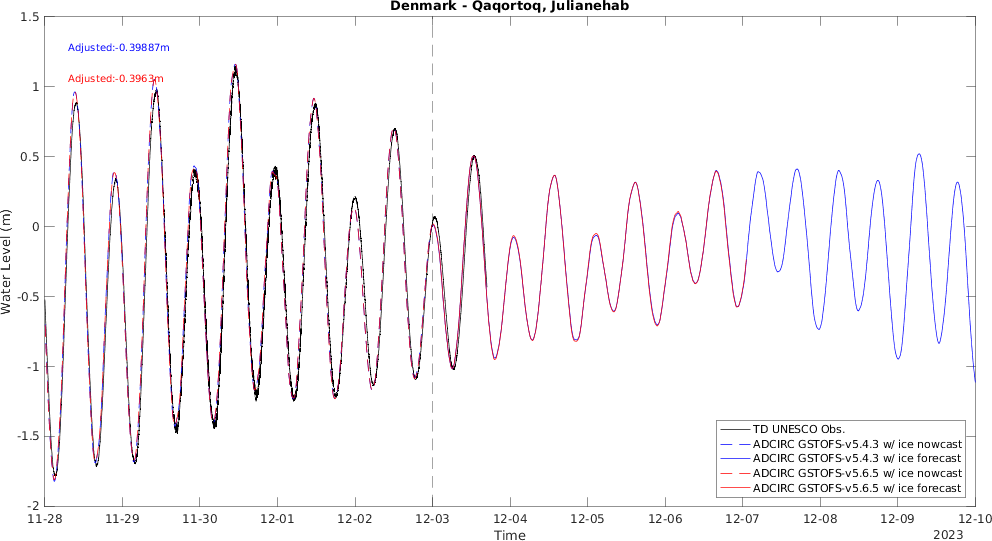 Denmark - Qaqortoq, Julianehab
Adjusted:-0.39887m
Adjusted:-0.3963m
Water Level (m)
1.5
1
0.5
0
-0.5
-1
-1.5
-2
TD UNESCO Obs.
ADCIRC GSTOFS-v5.4.3 w/ ice nowcast
ADCIRC GSTOFS-v5.4.3 w/ ice forecast
ADCIRC GSTOFS-v5.6.5 w/ ice nowcast
ADCIRC GSTOFS-v5.6.5 w/ ice forecast
11-28 11-29 11-30 12-01 12-02 12-03 12-04 12-05 12-06 12-07 12-08 12-09 12-10
Time
2023